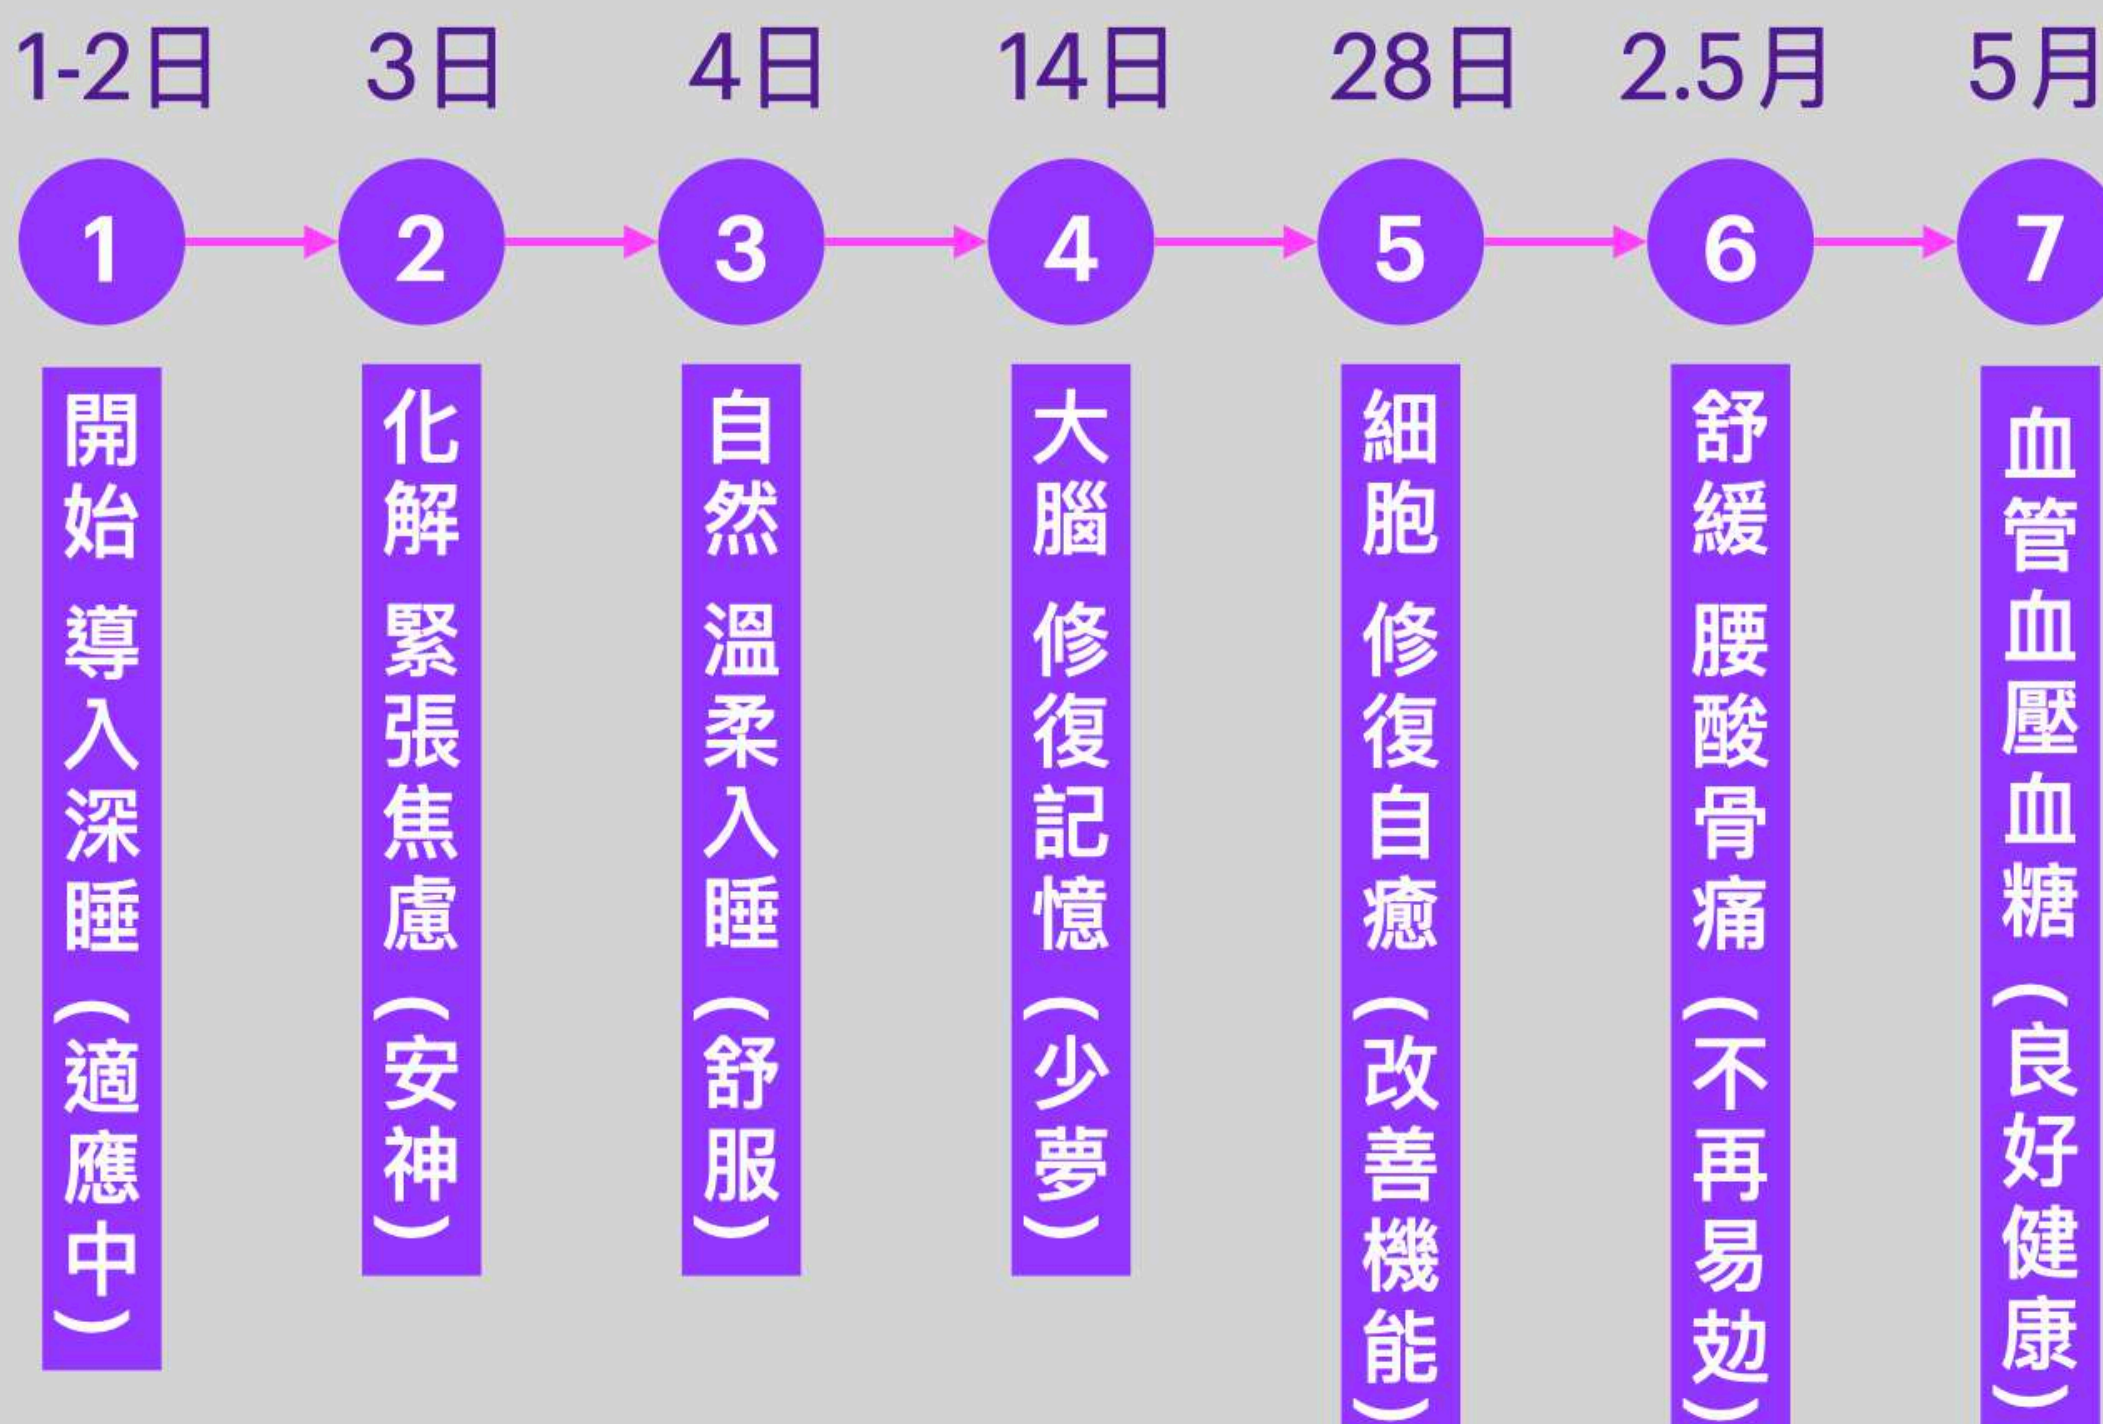 1-2日 3日 4日 14日 28日 2.5月 5月
1 2 3 4 5 6 7
開始 導入深睡 (適應中)
化解 緊張焦慮 (安神)
自然 溫柔入睡 (舒服)
大腦 修復記憶 (少夢)
細胞 修復自癒 (改善機能)
舒緩 腰酸骨痛 (不再易攰)
血管血壓血糖 (良好健康)